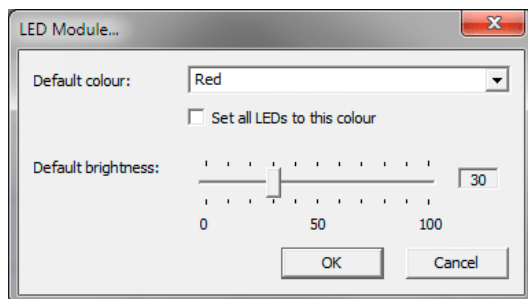 LED Module...
Default colour: Red
Set all LEDs to this colour
Default brightness: 30
0 50 100
OK Cancel